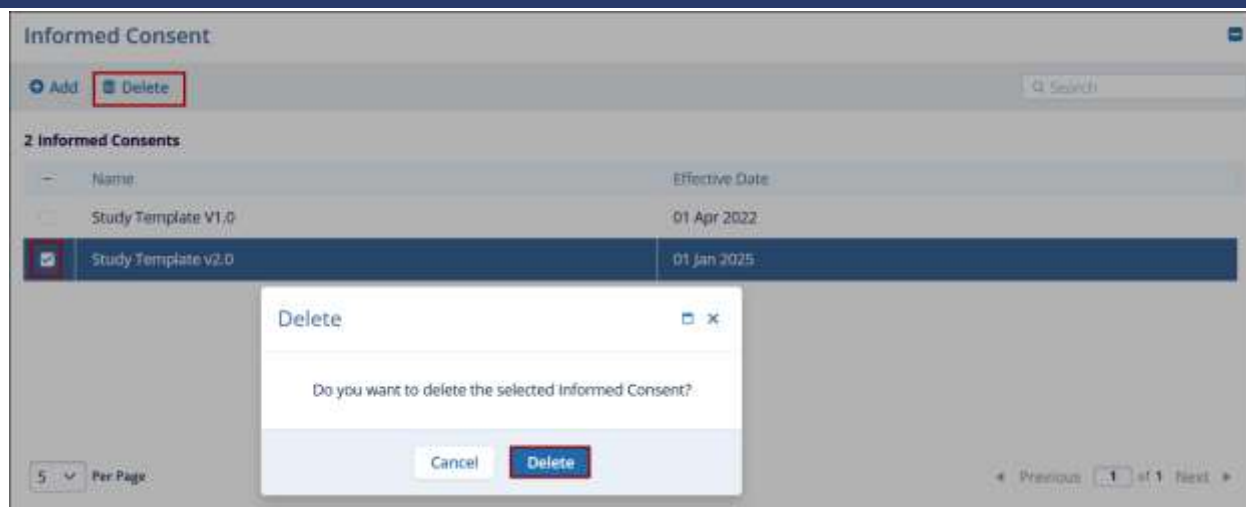 Informed Consent
Add Delete Search
2 Informed Consents
Name Effective Date
Study Template V1.0 01 Apr 2022
Study Template v2.0 01 Jan 2025
Delete
Do you want to delete the selected Informed Consent?
Cancel Delete
5 Per Page Previous 1 of 1 Next